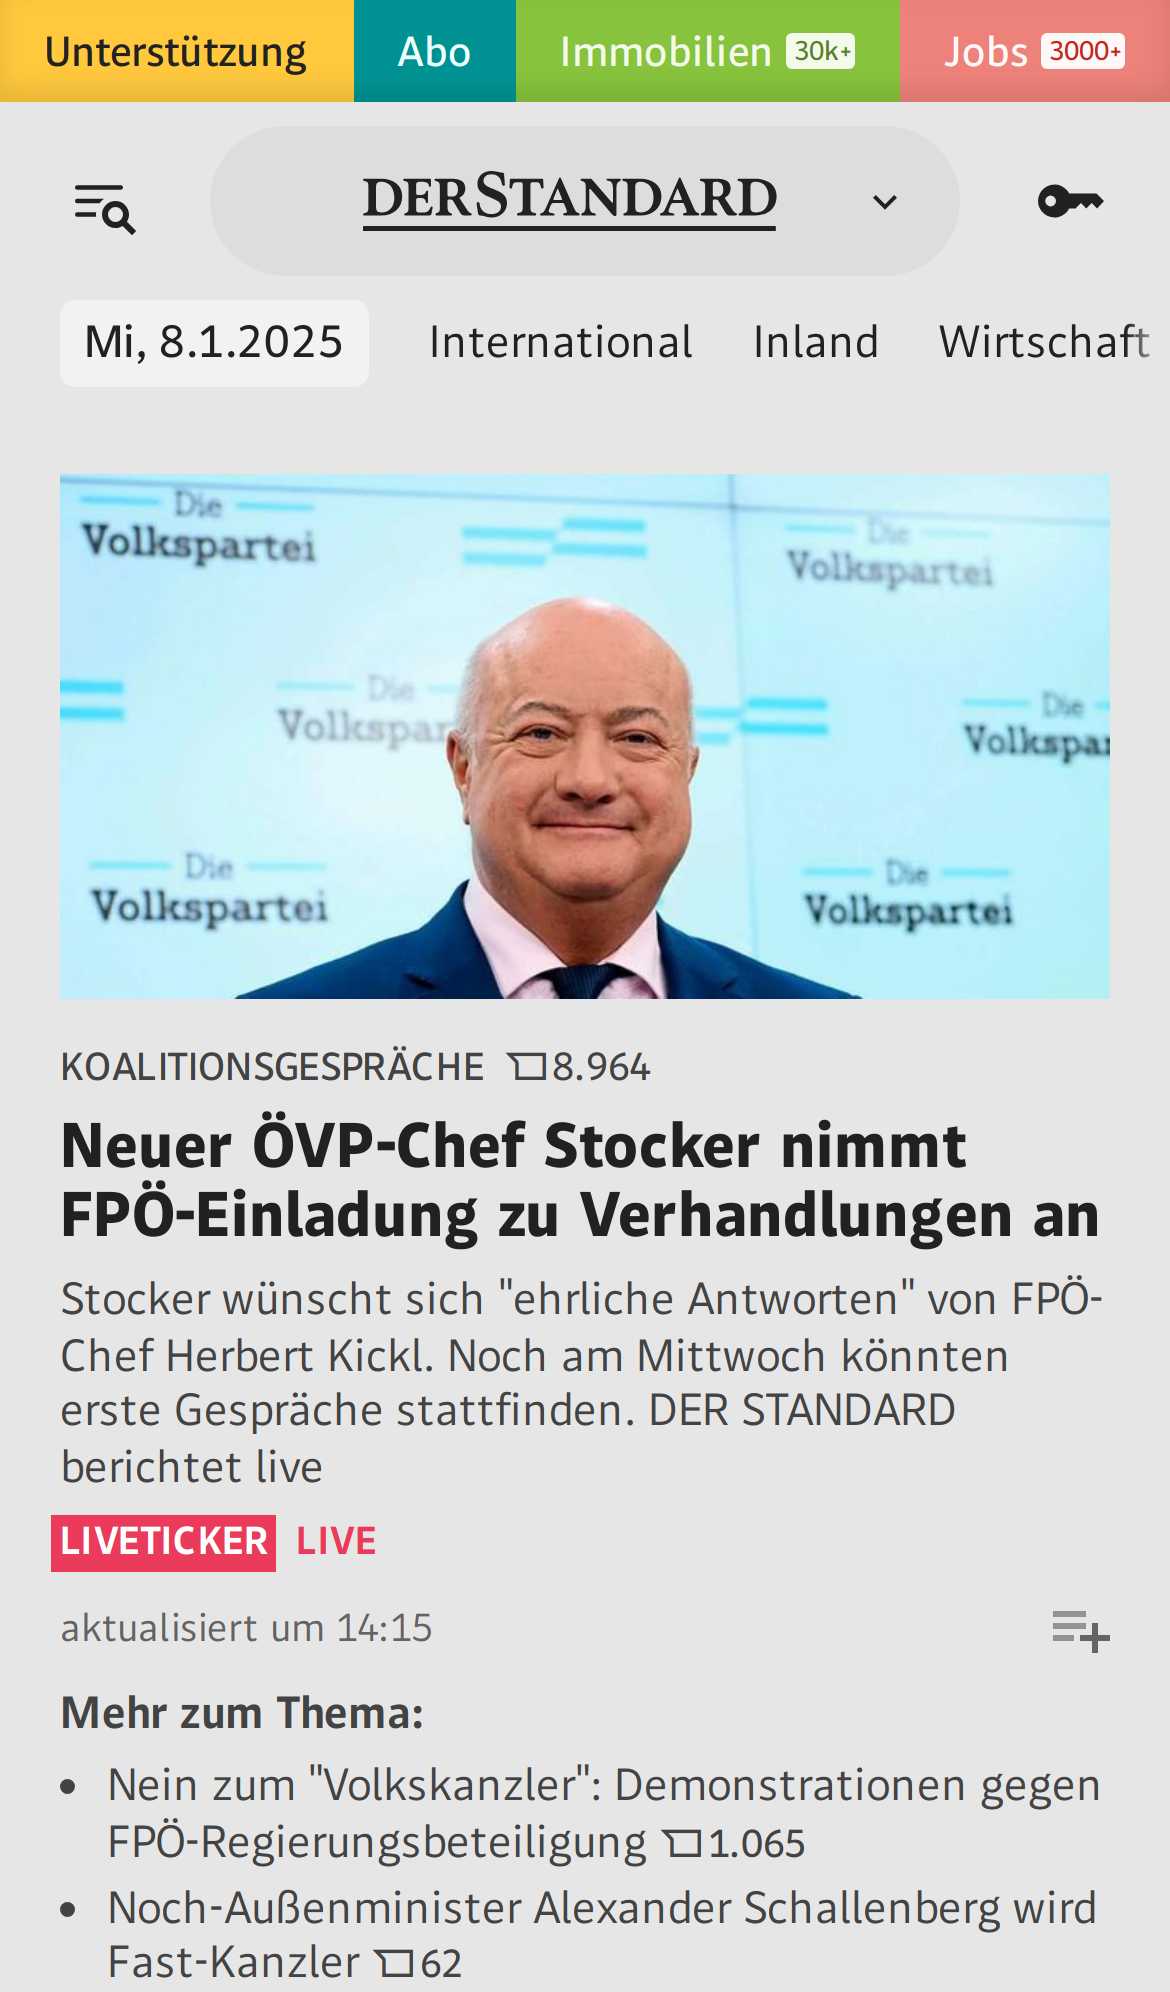 Unterstützung
Abo
Immobilien 30k+
Jobs 3000+
DERSTANDARD
Mi, 8.1.2025
International
Inland
Wirtschaft
Die
Volkspartei
Die
Volkspartei
Die
Volkspar
Die
Volkspar
Die
Volkspartei
Die
Volkspartei
KOALITIONSGESPRÄCHE 8.964
Neuer ÖVP-Chef Stocker nimmt
FPÖ-Einladung zu Verhandlungen an
Stocker wünscht sich "ehrliche Antworten" von FPÖ-
Chef Herbert Kickl. Noch am Mittwoch könnten
erste Gespräche stattfinden. DER STANDARD
berichtet live
LIVETICKER LIVE
aktualisiert um 14:15
Mehr zum Thema:
• Nein zum "Volkskanzler": Demonstrationen gegen
FPÖ-Regierungsbeteiligung 1.065
• Noch-Außenminister Alexander Schallenberg wird
Fast-Kanzler 62